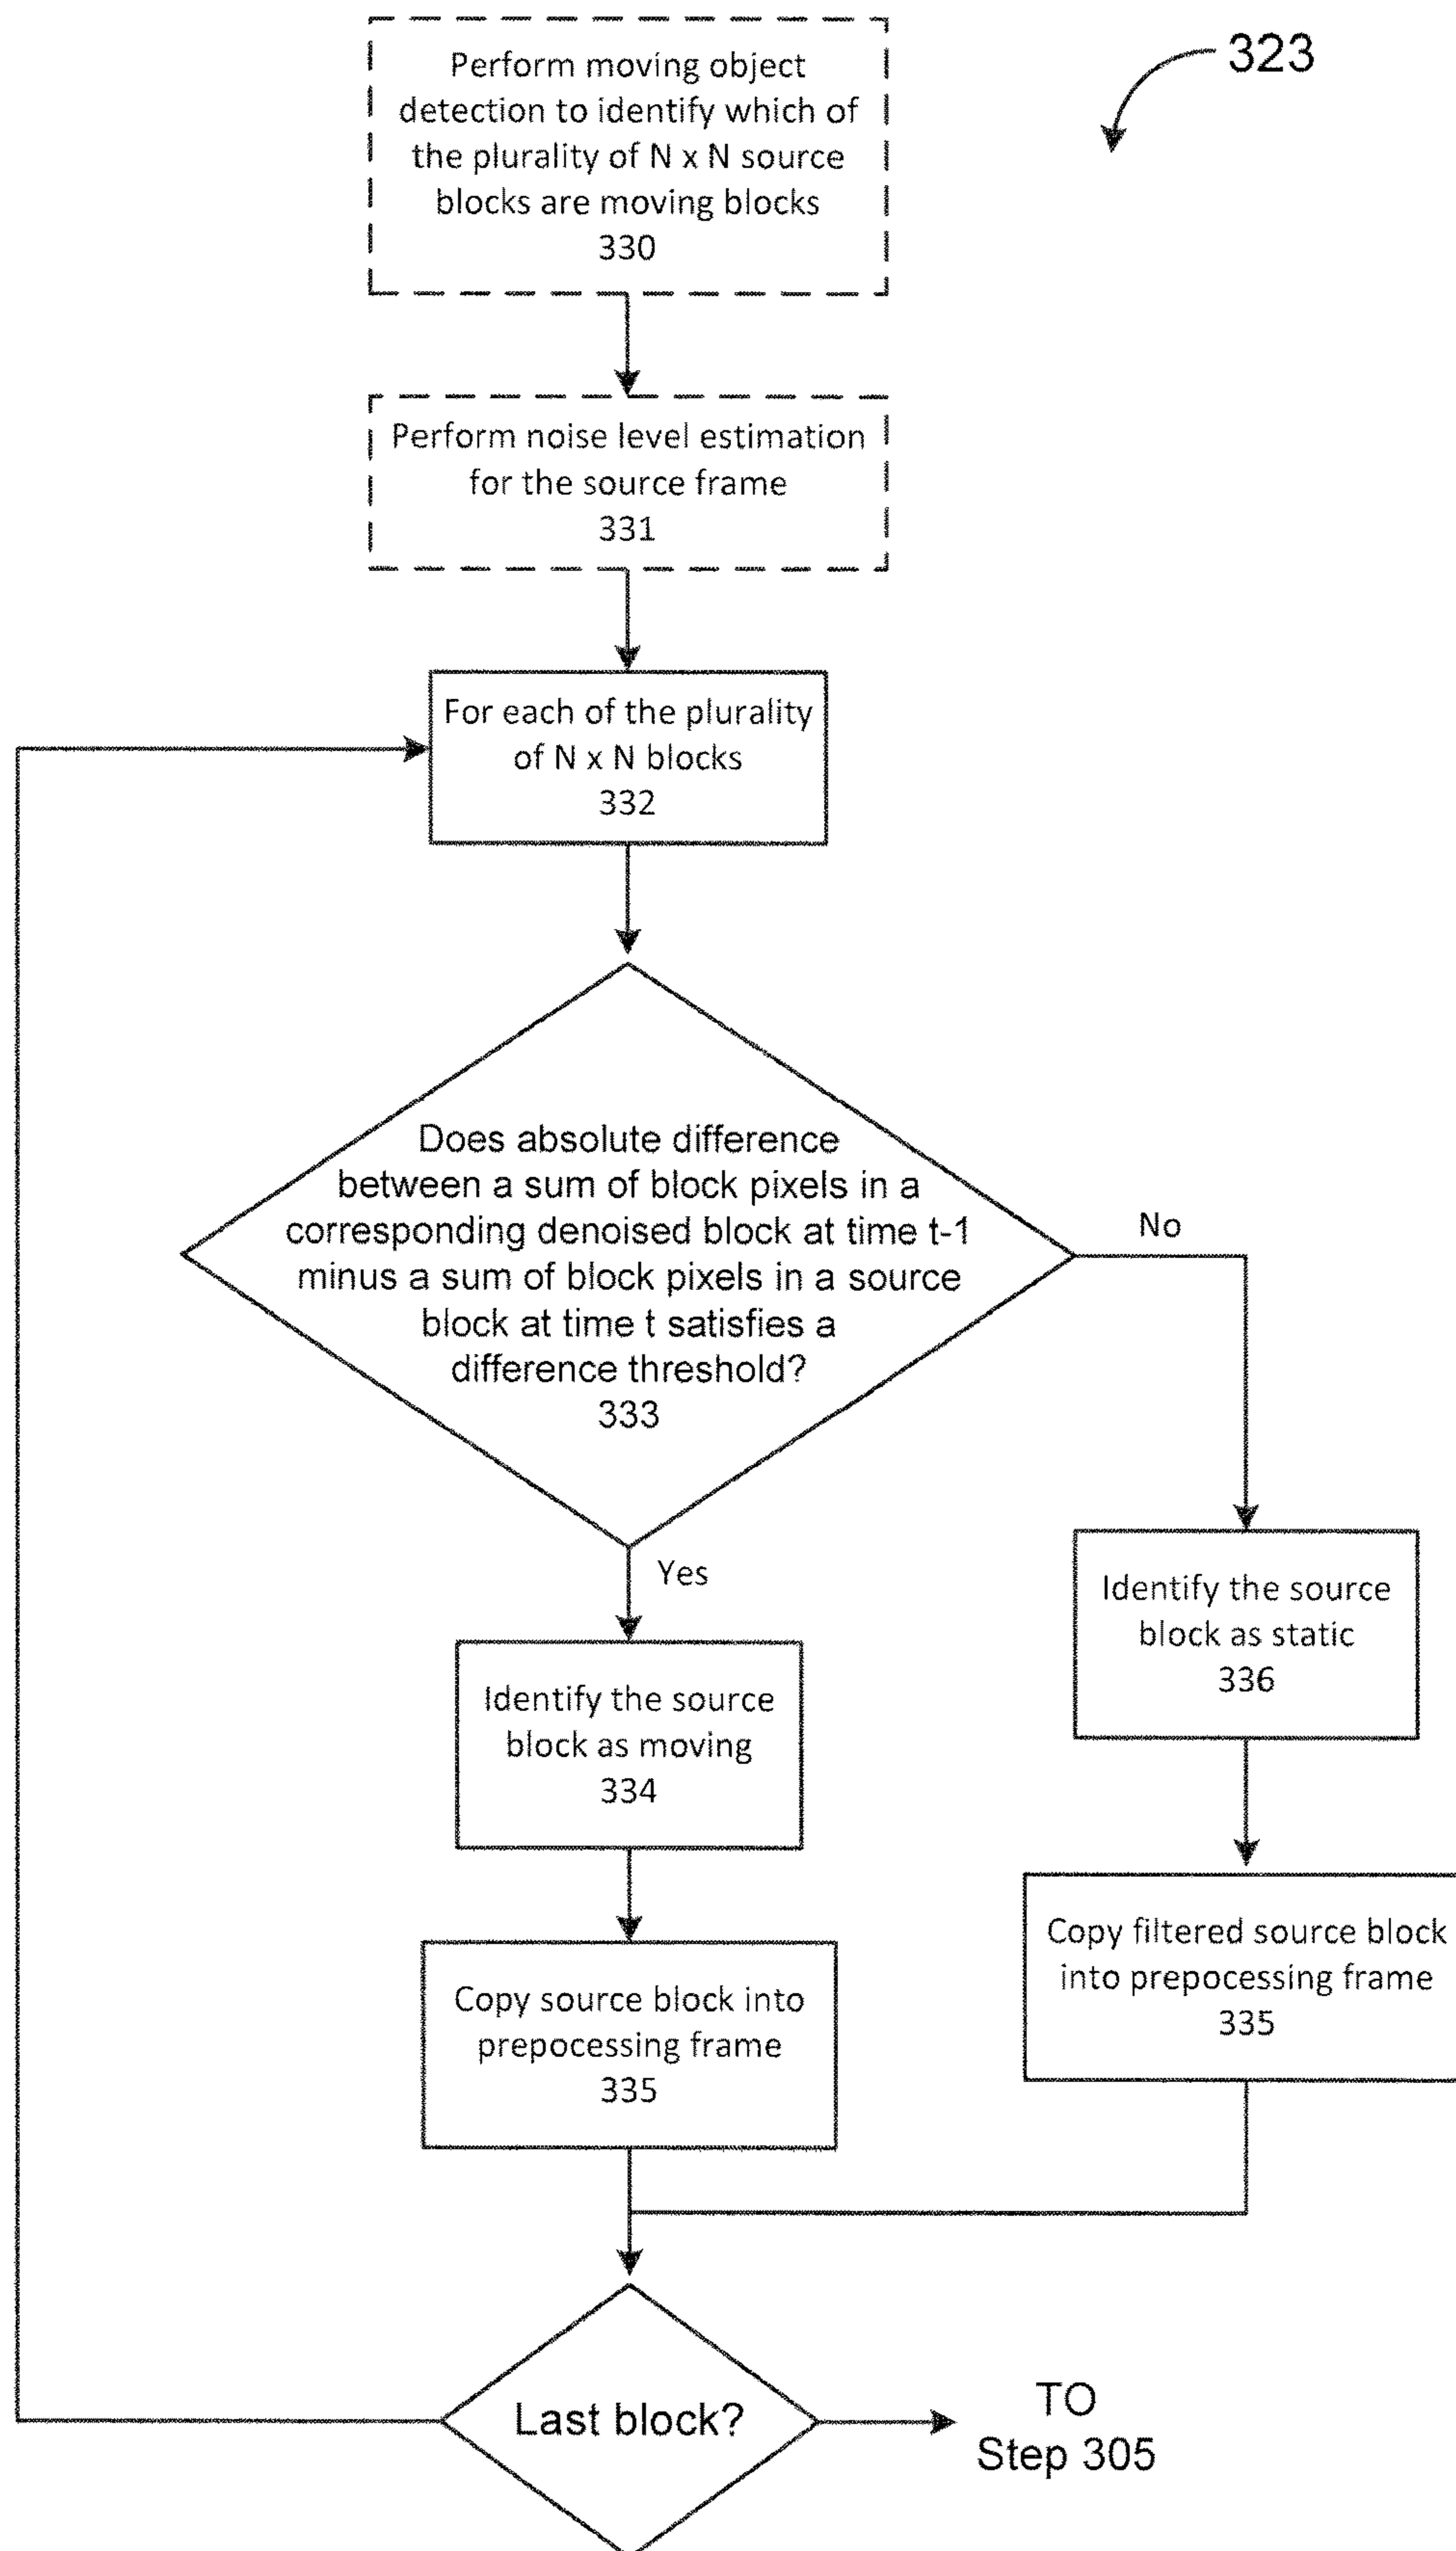 323
Perform moving object
detection to identify which of
the plurality of N x N source
blocks are moving blocks
330
Perform noise level estimation
for the source frame
331
For each of the plurality
of N x N blocks
332
Does absolute difference
between a sum of block pixels in a
corresponding denoised block at time t-1
minus a sum of block pixels in a source
block at time t satisfies a
difference threshold?
333
No
Yes
Identify the source
block as static
336
Identify the source
block as moving
334
Copy filtered source block
into prepocessing frame
335
Copy source block into
prepocessing frame
335
Last block?
TO
Step 305